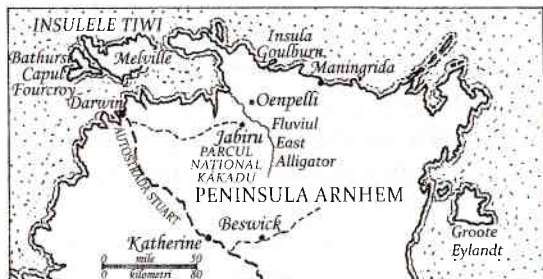 INSULELE TIWI
Insula
Goulburn
Bathurst
Melville
Maningrida
Capul
Fourcroy
Darwin
Oenpelli
Fluviul
East
Alligator
Jabiru
PARCUL
NATIONAL
KAKADU
AUTOSTRADA STUART
PENINSULA ARNHEM
Groote
Eylandt
Beswick
Katherine
0 mile 50
0 kilometri 80